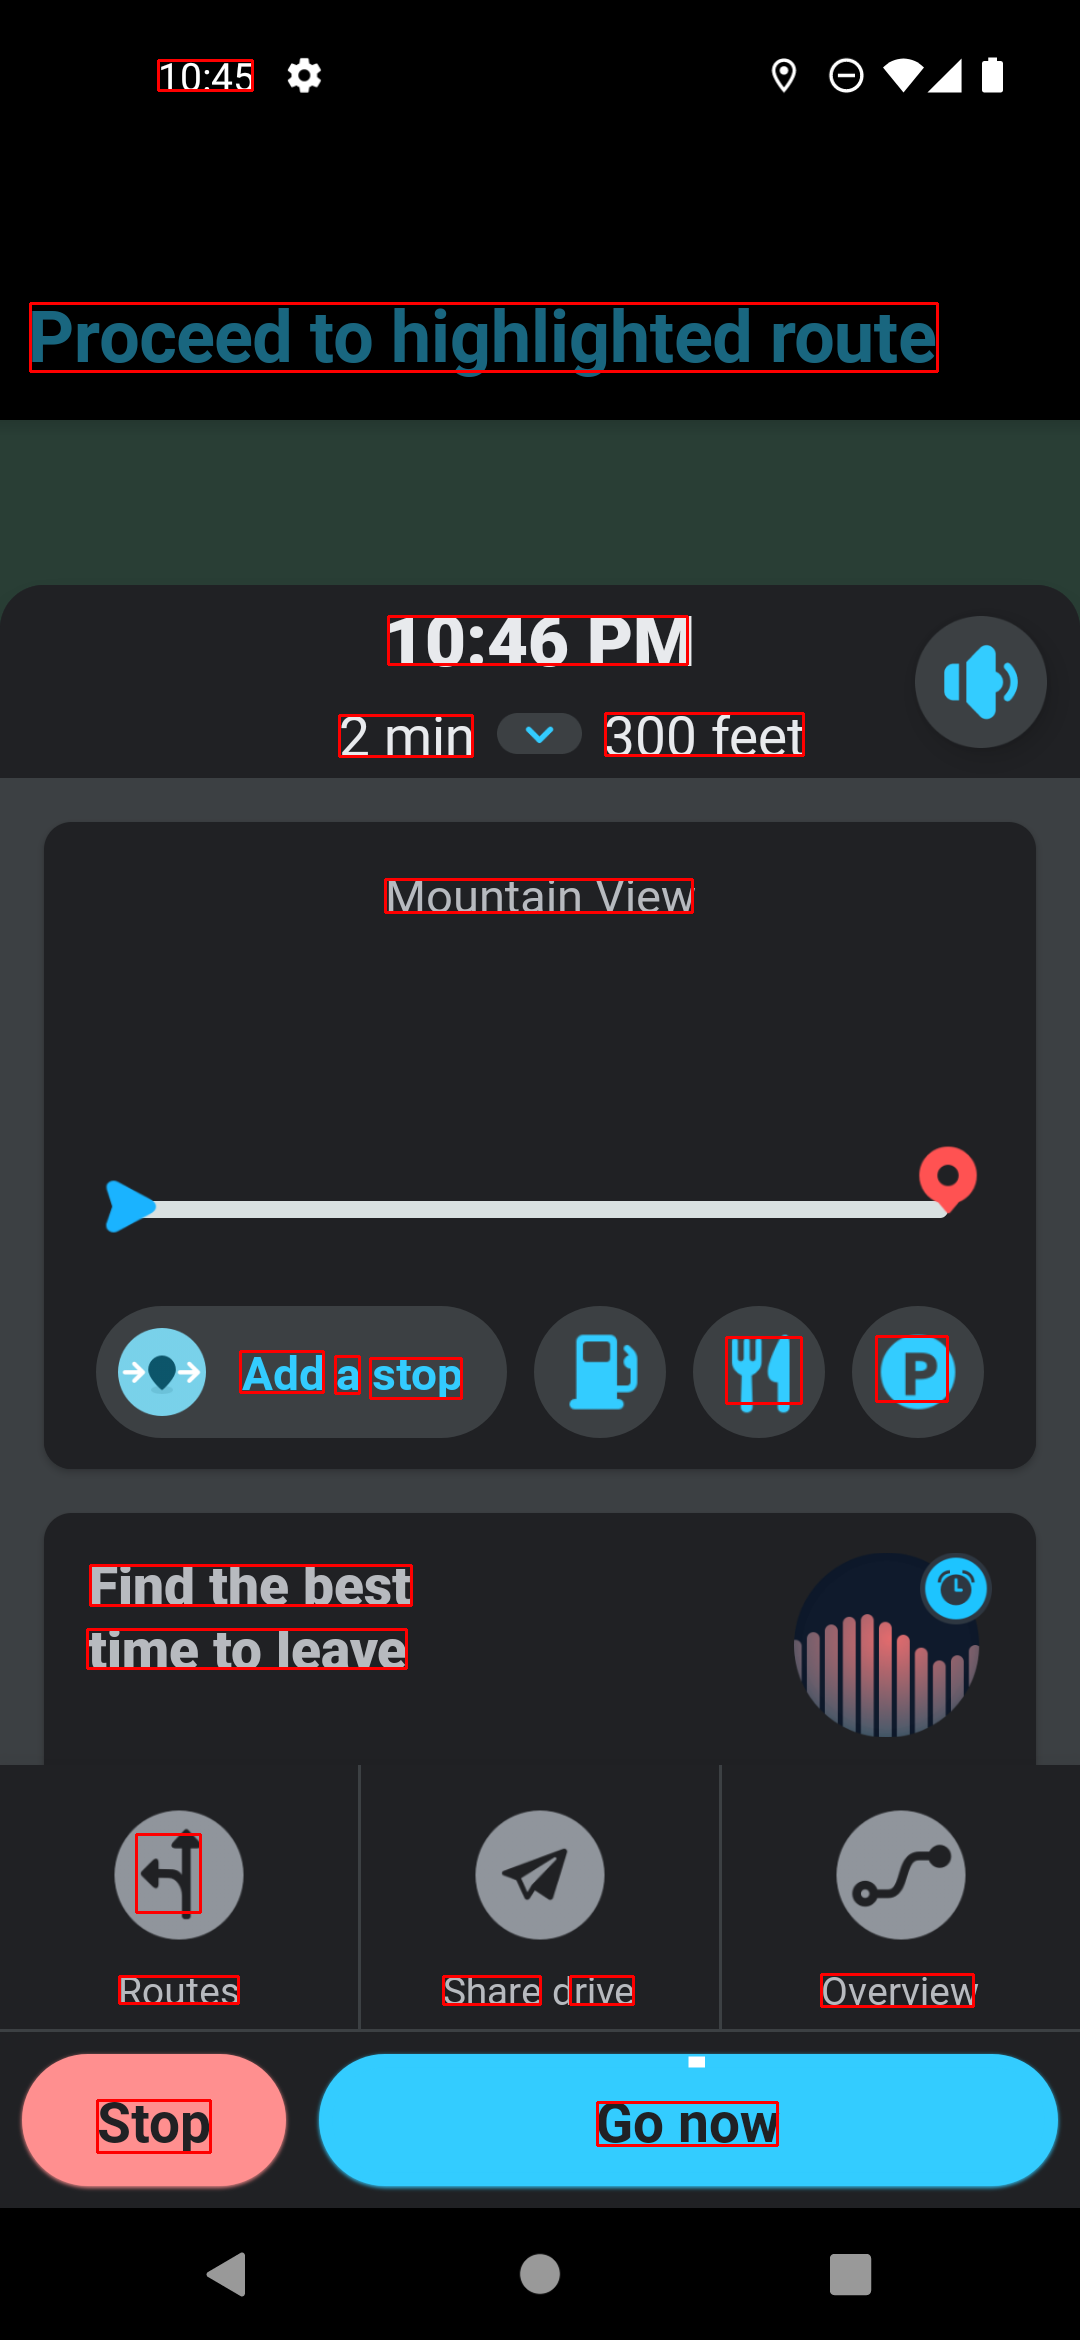 10:45
Proceed to highlighted route
10:46 PM
2 min 300 feet
Mountain View
Add a stop P
Find the best
time to leave
Routes Share drive Overview
Stop Go now